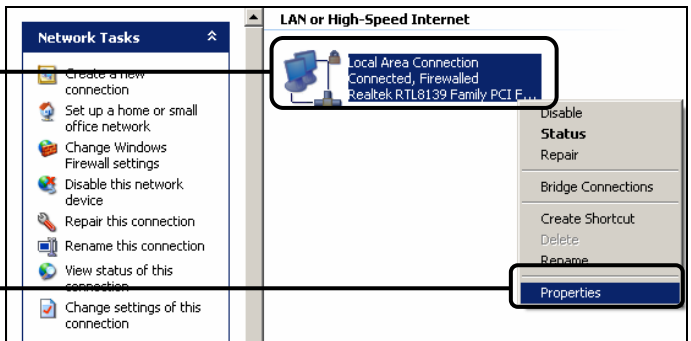 Network Tasks
Create a new
connection
Set up a home or small
office network
Change Windows
Firewall settings
Disable this network
device
Repair this connection
Rename this connection
View status of this
connection
Change settings of this
connection
LAN or High-Speed Internet
Local Area Connection
Connected, Firewalled
Realtek RTL8139 Family PCI F...
Disable
Status
Repair
Bridge Connections
Create Shortcut
Delete
Rename
Properties